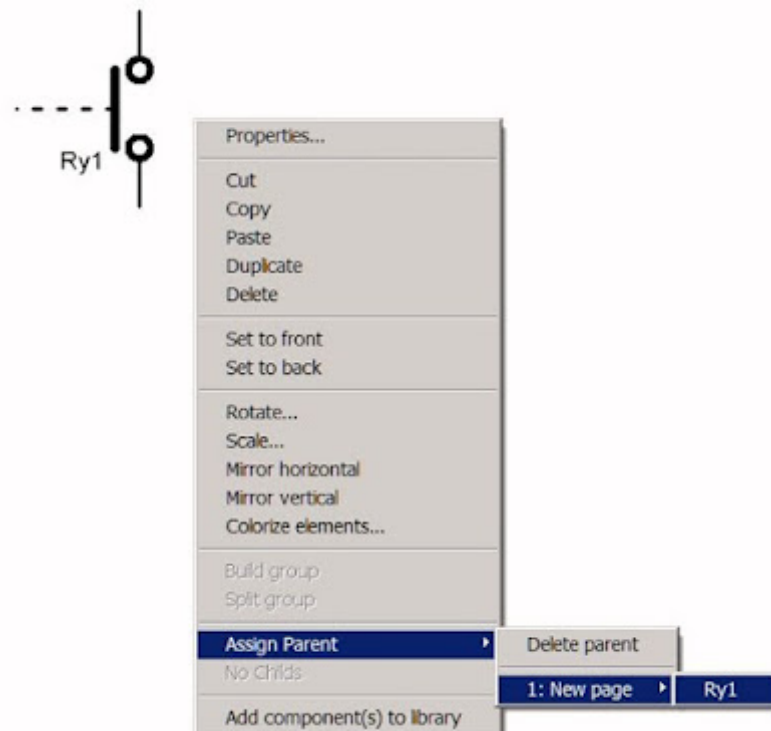 Ry1
Properties...
Cut
Copy
Paste
Duplicate
Delete
Set to front
Set to back
Rotate...
Scale...
Mirror horizontal
Mirror vertical
Colorize elements...
Build group
Split group
Assign Parent
Delete parent
No Childs
1: New page
Ry1
Add component(s) to library